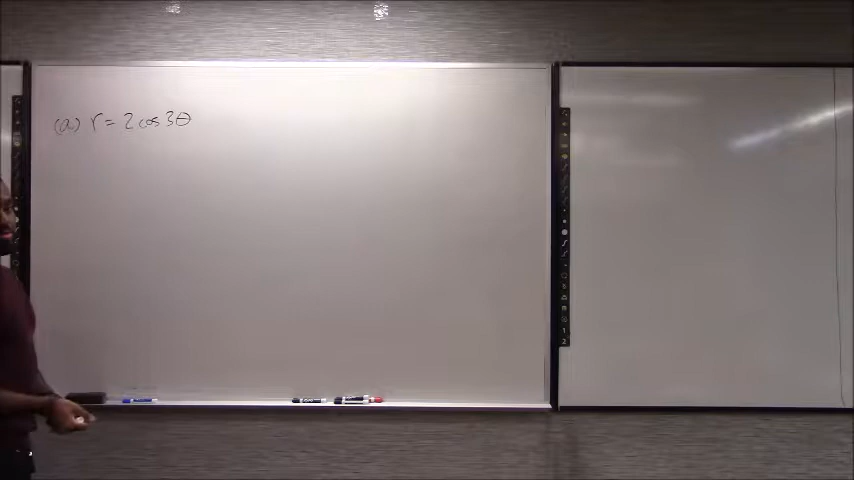 (a) r = 2 cos 3θ